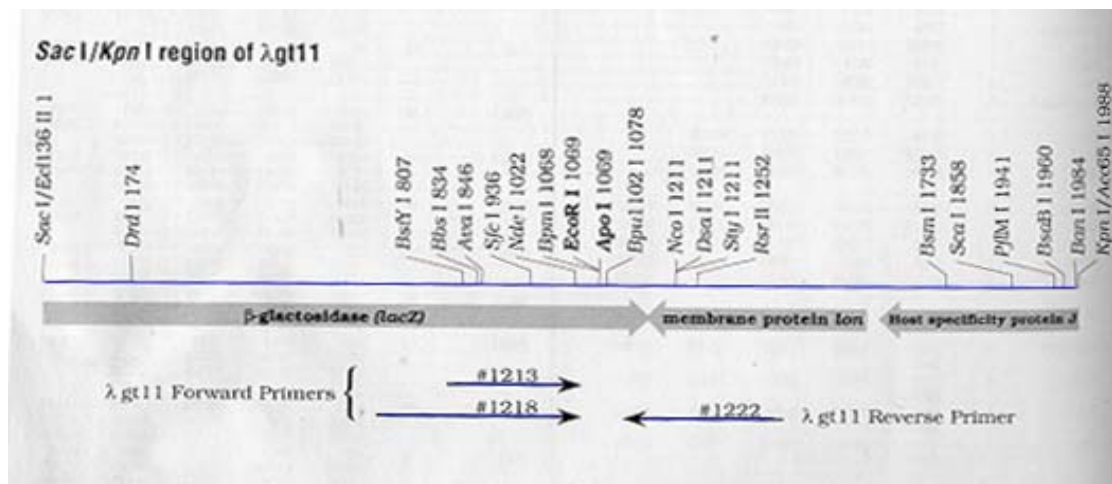 Sac I/Kpn I region of λgt11
Sac I/Ecl136 II 1
Drd I 174
BstY I 807
Bbs I 834
Ava I 846
Sfc I 936
Nde I 1022
Bpm I 1068
EcoR I 1069
Apo I 1069
Bpu1102 I 1078
Nco I 1211
Dsa I 1211
Sty I 1211
Rsr II 1252
Bsm I 1733
Sca I 1858
PflM I 1941
BsaB I 1960
Ban I 1984
Kpn I/Acc65 I 1988
β-glactosidase (lacZ)
membrane protein lon
Host specificity protein J
λ gt11 Forward Primers
#1213
#1218
#1222
λ gt11 Reverse Primer